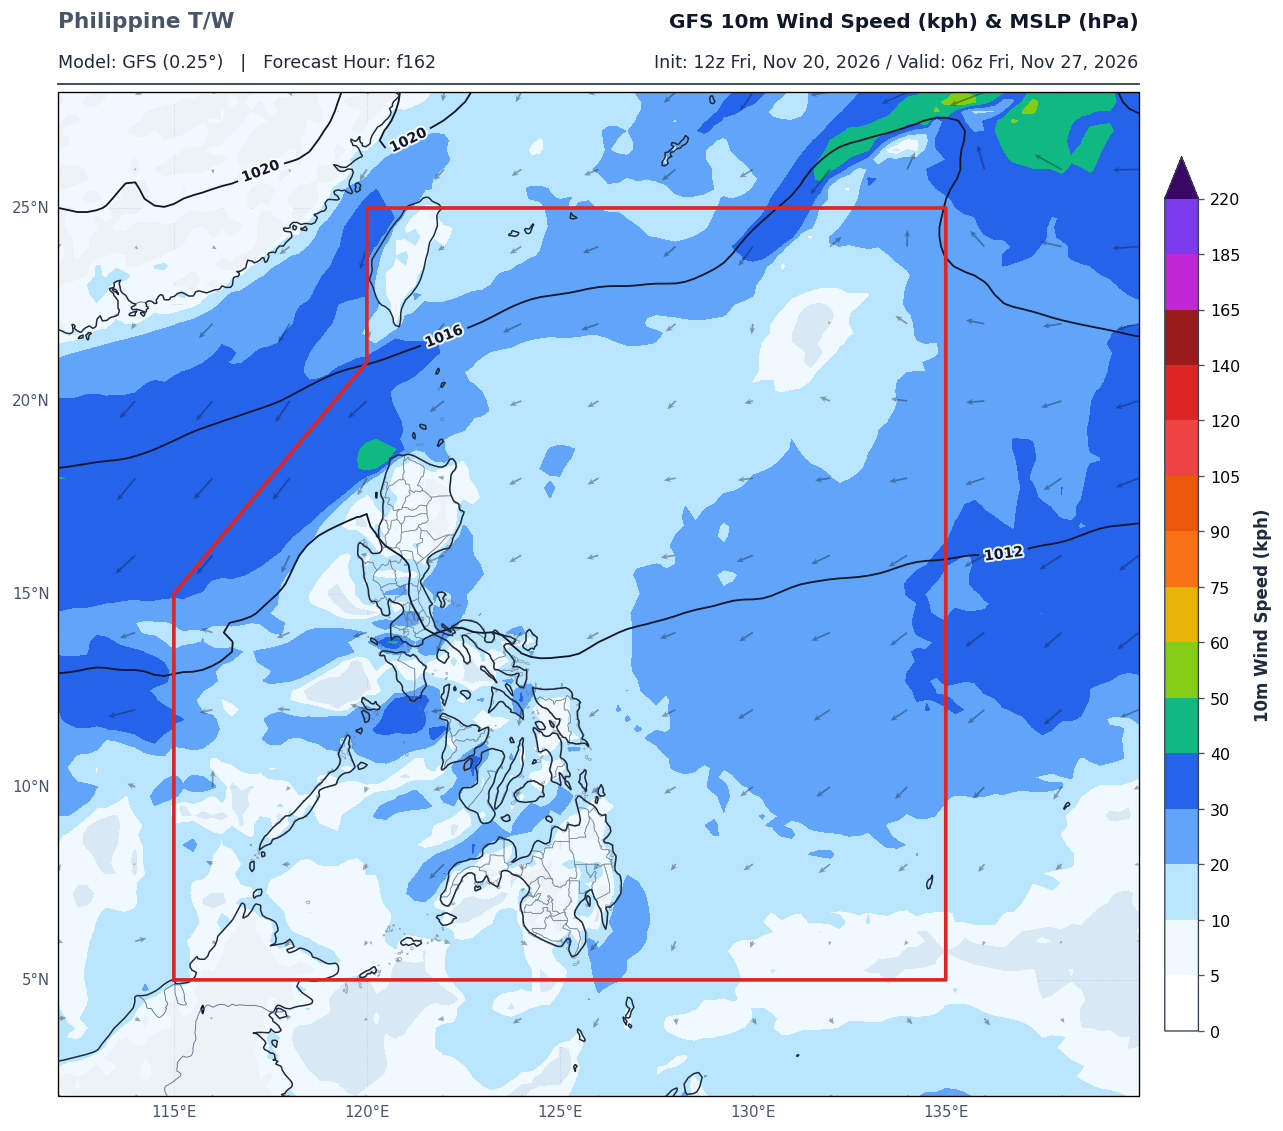 Philippine T/W
GFS 10m Wind Speed (kph) & MSLP (hPa)
Model: GFS (0.25°) | Forecast Hour: f162
Init: 12z Fri, Nov 20, 2026 / Valid: 06z Fri, Nov 27, 2026
1020
1020
1016
1012
25°N
20°N
15°N
10°N
5°N
115°E
120°E
125°E
130°E
135°E
220
185
165
140
120
105
90
75
60
50
40
30
20
10
5
0
10m Wind Speed (kph)